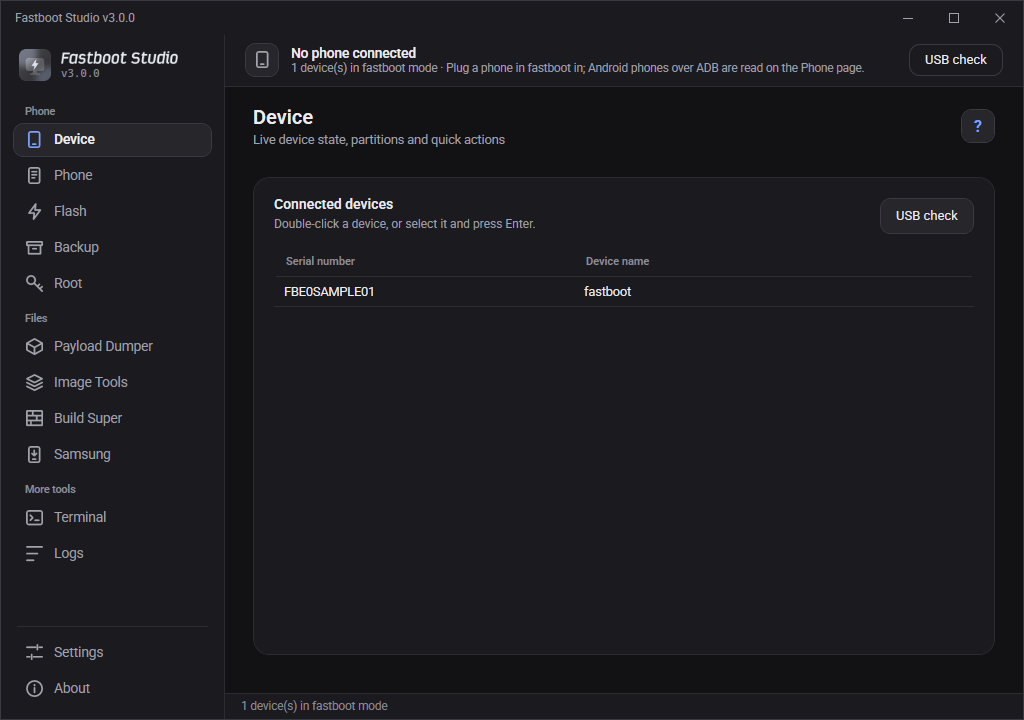 Fastboot Studio v3.0.0
Fastboot Studio
v3.0.0
No phone connected
1 device(s) in fastboot mode · Plug a phone in fastboot in; Android phones over ADB are read on the Phone page.
USB check
Phone
Device
Phone
Flash
Backup
Root
Files
Payload Dumper
Image Tools
Build Super
Samsung
More tools
Terminal
Logs
Settings
About
Device
Live device state, partitions and quick actions
?
Connected devices
Double-click a device, or select it and press Enter.
USB check
Serial number Device name
FBE0SAMPLE01 fastboot
1 device(s) in fastboot mode